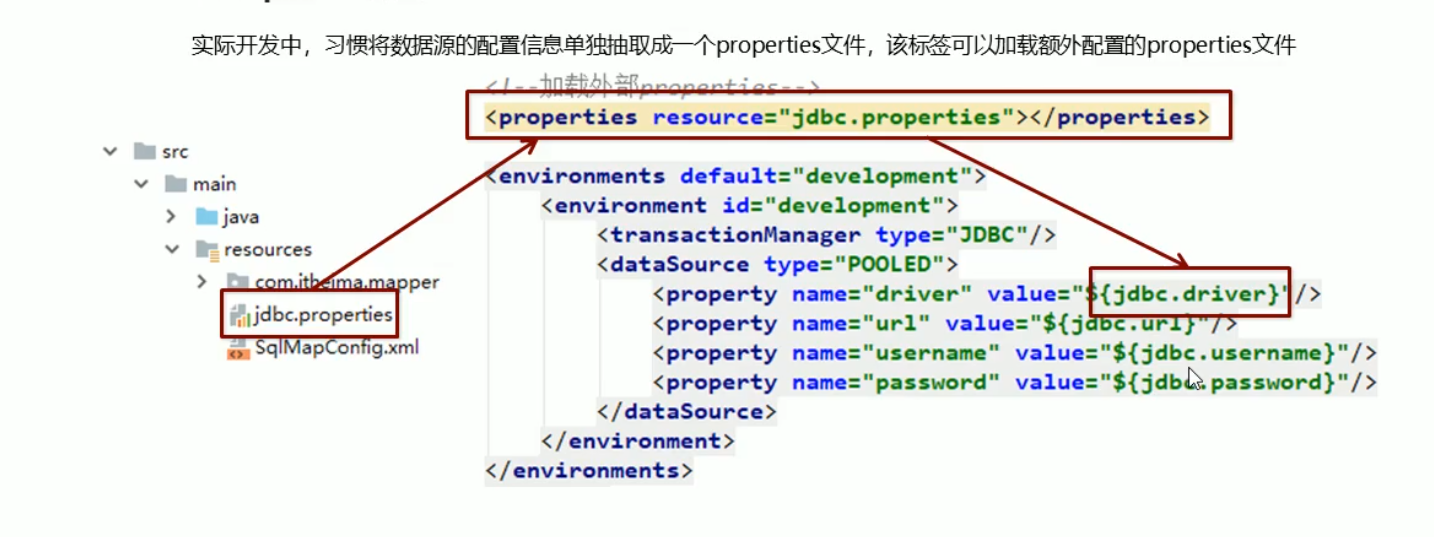 实际开发中，习惯将数据源的配置信息单独抽取成一个properties文件，该标签可以加载额外配置的properties文件
<!--加载外部properties-->
<properties resource="jdbc.properties"></properties>
src
main
java
resources
com.itheima.mapper
jdbc.properties
SqlMapConfig.xml
<environments default="development">
<environment id="development">
<transactionManager type="JDBC"/>
<dataSource type="POOLED">
<property name="driver" value="${jdbc.driver}"/>
<property name="url" value="${jdbc.url}"/>
<property name="username" value="${jdbc.username}"/>
<property name="password" value="${jdbc.password}"/>
</dataSource>
</environment>
</environments>